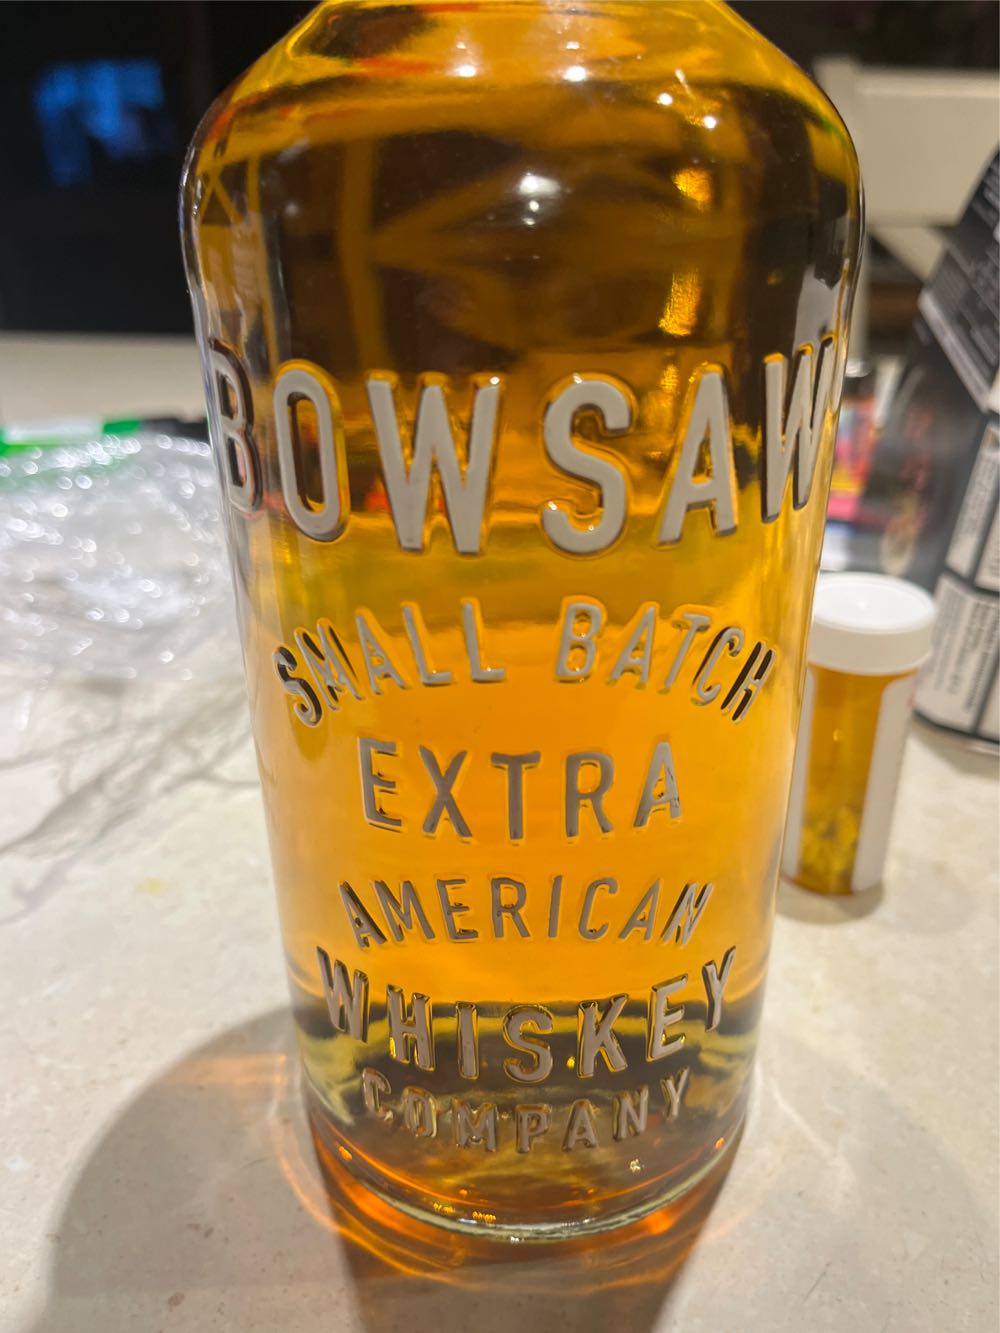 BOWSAW
SMALL BATCH
EXTRA
AMERICAN
WHISKEY
COMPANY